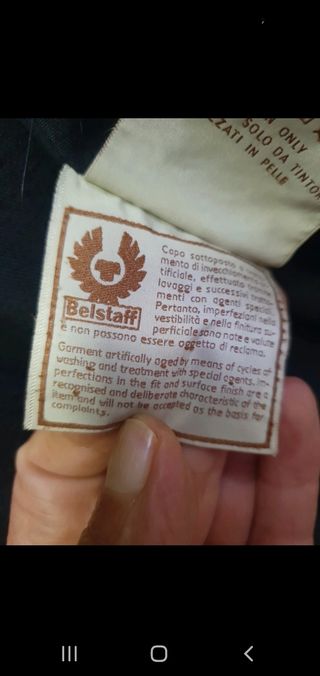 N ONLY
SOLO DA TINTOR
ZZATI IN PELLE
Belstaff
Capo sottoposto a
mento di invecchiamento
tificiale, effettuato
lavaggi e successivi
menti con agenti speciali.
Pertanto, imperfezioni nella
vestibilità e nella finitura su-
perficiale sono note e volute
e non possono essere oggetto di reclamo.
Garment artificially aged by means of cycles of
washing and treatment with special agents, im-
perfections in the fit and surface finish are a
recognised and deliberate characteristic of the
item and will not be accepted as the basis for
complaints.